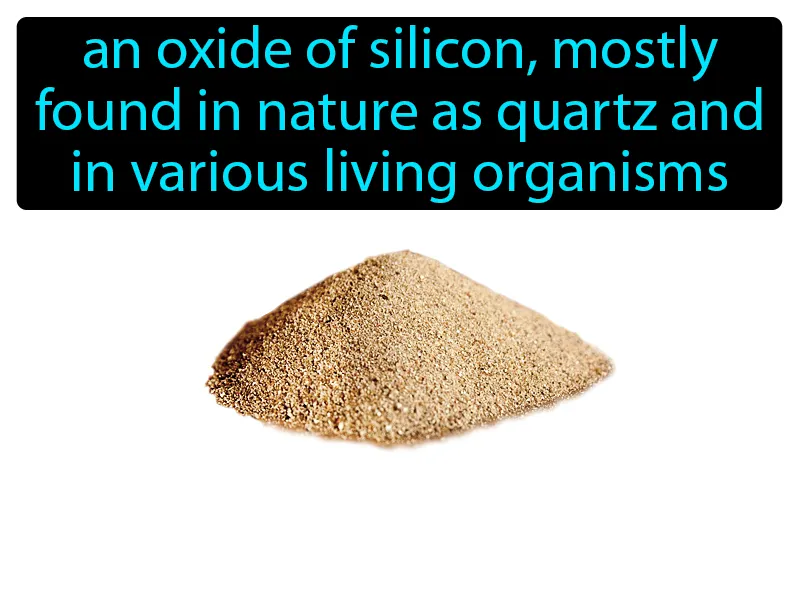 an oxide of silicon, mostly
found in nature as quartz and
in various living organisms